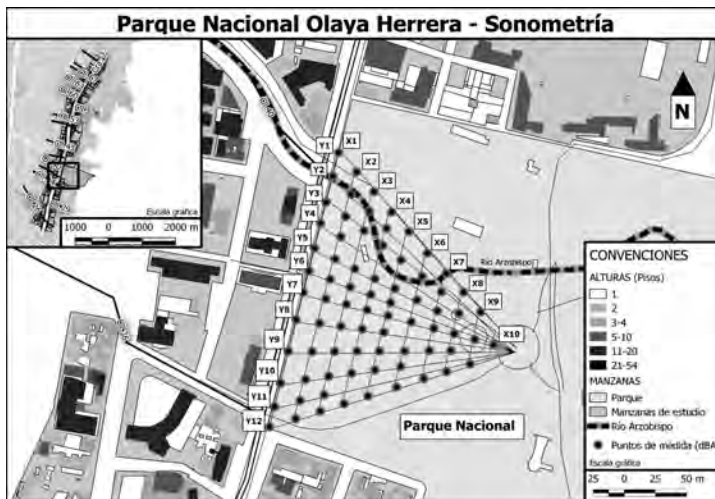 Parque Nacional Olaya Herrera - Sonometría
N
Escala gráfica
1000 0 1000 2000 m
Y1
X1
Y2
X2
Y3
X3
Y4
X4
Y5
X5
Y6
X6
Y7
X7
Río Arzobispo
Y8
X8
Y9
X9
Y10
X10
Y11
Y12
Parque Nacional
CONVENCIONES
ALTURAS (Pisos)
1
2
3-4
5-10
11-20
21-54
MANZANAS
Parque
Manzanas de estudio
Río Arzobispo
Puntos de médida (dBA
Escala gráfica
25 0 25 50 m